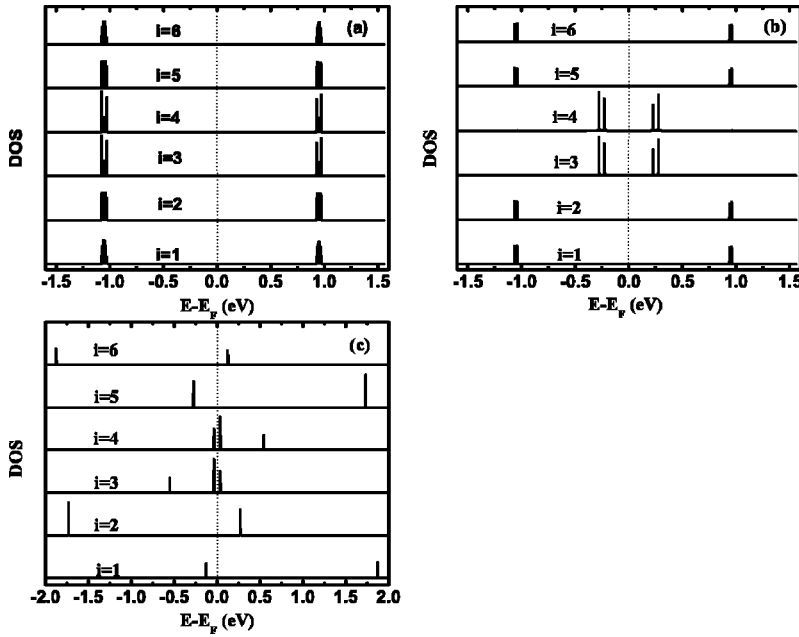 (a)
i=6
i=5
i=4
i=3
i=2
i=1
DOS
-1.5 -1.0 -0.5 0.0 0.5 1.0 1.5
E-E_F (eV)
(b)
i=6
i=5
i=4
i=3
i=2
i=1
DOS
-1.5 -1.0 -0.5 0.0 0.5 1.0 1.5
E-E_F (eV)
(c)
i=6
i=5
i=4
i=3
i=2
i=1
DOS
-2.0 -1.5 -1.0 -0.5 0.0 0.5 1.0 1.5 2.0
E-E_F (eV)